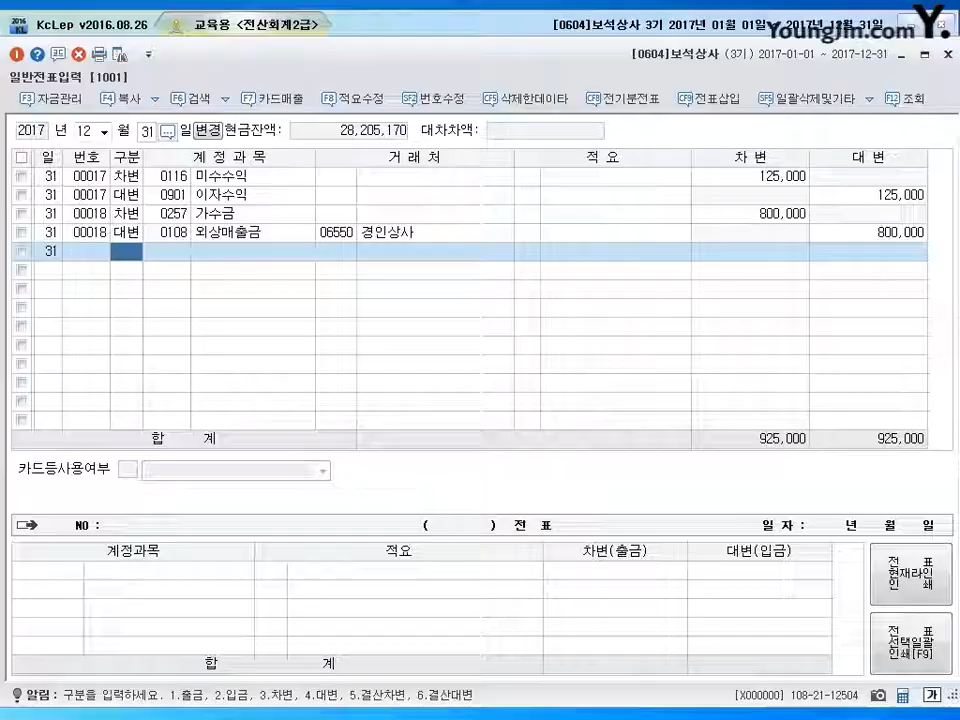 KcLep v2016.08.26 교육용 <전산회계2급> [0604]보석상사 3기 2017년 01월 01일 ~ 2017년 12월 31일
Youngjin.com Y.
[0604]보석상사 (3기) 2017-01-01 ~ 2017-12-31
일반전표입력 [1001]
F3 자금관리 F4 복사 F6 검색 F7 카드매출 F8 적요수정 SF2 번호수정 CF5 삭제한데이타 CF8 전기분전표 CF9 전표삽입 SF5 일괄삭제및기타 F12 조회
2017 년 12 월 31 ... 일 변경 현금잔액: 28,205,170 대차차액:
일 번호 구분 계 정 과 목 거 래 처 적 요 차 변 대 변
31 00017 차변 0116 미수수익 125,000
31 00017 대변 0901 이자수익 125,000
31 00018 차변 0257 가수금 800,000
31 00018 대변 0108 외상매출금 06550 경인상사 800,000
31
합 계 925,000 925,000
카드등사용여부
NO : ( ) 전 표 일 자 : 년 월 일
계정과목 적요 차변(출금) 대변(입금)
합 계
전 표
현재라인
인 쇄
전 표
선택일괄
인쇄[F9]
알림 : 구분을 입력하세요. 1.출금, 2.입금, 3.차변, 4.대변, 5.결산차변, 6.결산대변 [X000000] 108-21-12504 가